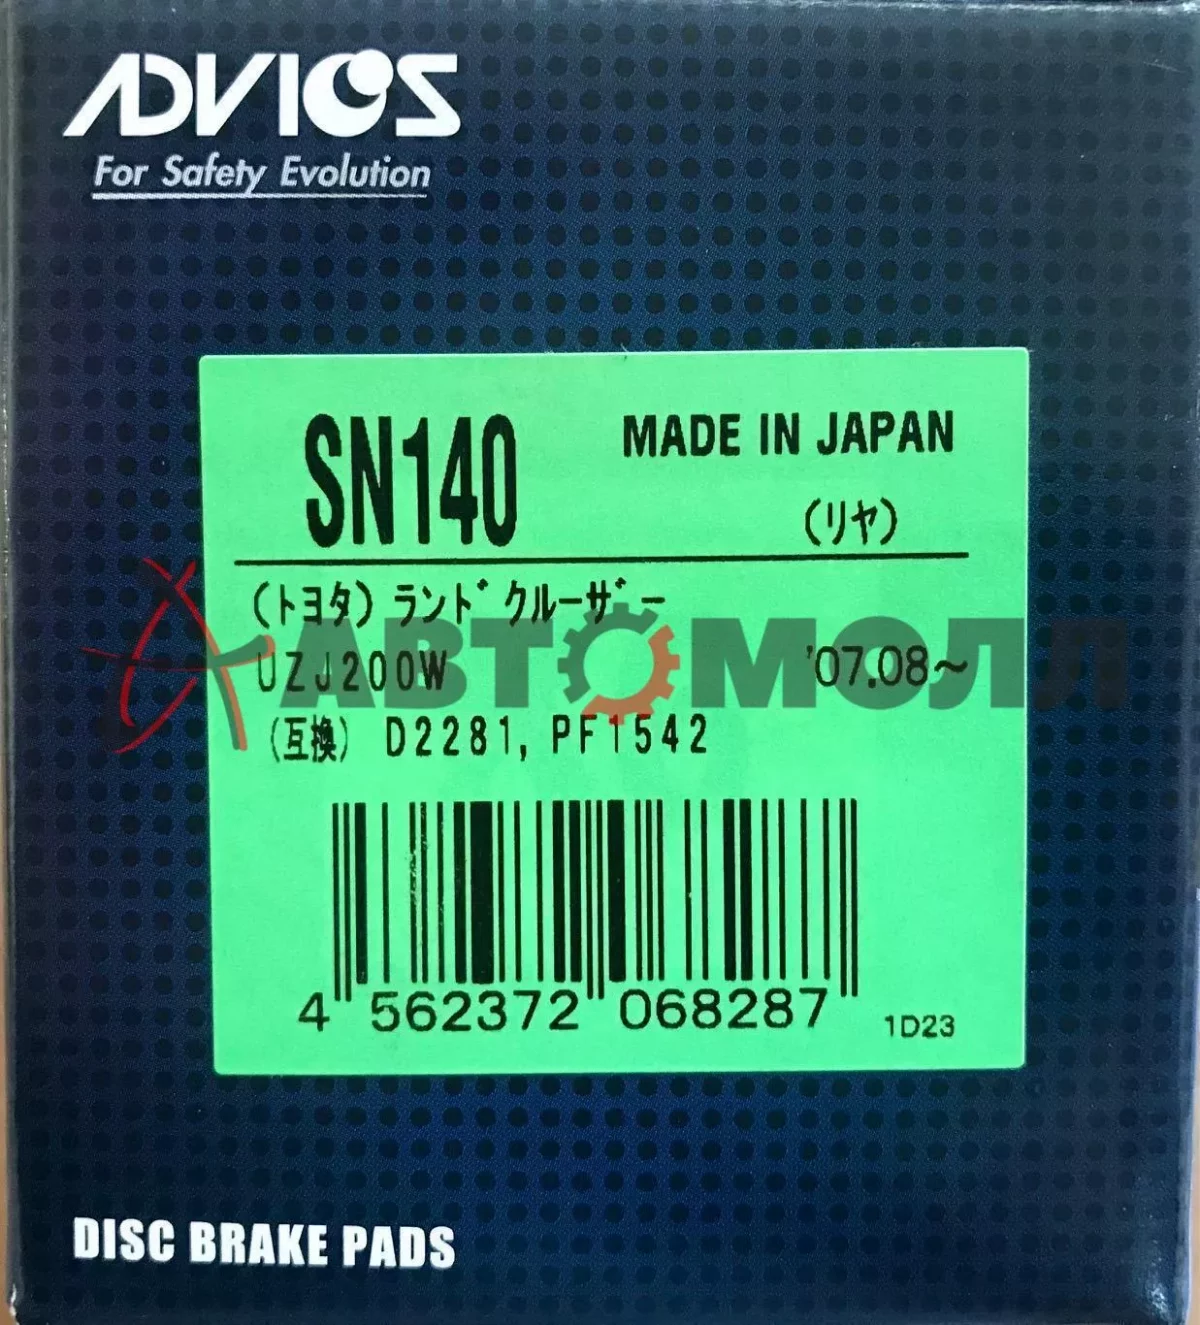 ADVICS
For Safety Evolution
SN140
MADE IN JAPAN
(リヤ)
(トヨタ) ランドクルーザー
UZJ200W
'07.08~
АВТОМОЛЛ
(互換) D2281, PF1542
4 562372 068287
1D23
DISC BRAKE PADS